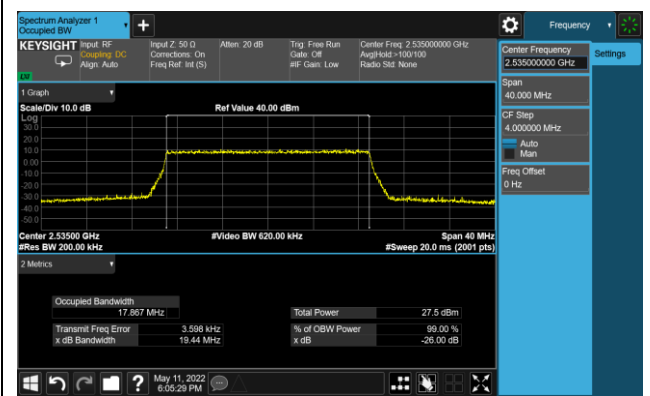 Spectrum Analyzer 1
Occupied BW
Frequency
KEYSIGHT
Input: RF
Coupling: DC
Align: Auto
Input Z: 50 Ω
Corrections: On
Freq Ref: Int (S)
Atten: 20 dB
Trig: Free Run
Gate: Off
#IF Gain: Low
Center Freq: 2.535000000 GHz
Avg|Hold:>100/100
Radio Std: None
Center Frequency
2.535000000 GHz
Settings
Span
40.000 MHz
CF Step
4.000000 MHz
Auto
Man
Freq Offset
0 Hz
1 Graph
Scale/Div 10.0 dB
Ref Value 40.00 dBm
Log
30.0
20.0
10.0
0.00
-10.0
-20.0
-30.0
-40.0
-50.0
Center 2.53500 GHz
#Video BW 620.00 kHz
Span 40 MHz
#Res BW 200.00 kHz
#Sweep 20.0 ms (2001 pts)
2 Metrics
Occupied Bandwidth
17.867 MHz
Total Power
27.5 dBm
Transmit Freq Error
3.598 kHz
% of OBW Power
99.00 %
x dB Bandwidth
19.44 MHz
x dB
-26.00 dB
May 11, 2022
6:05:29 PM